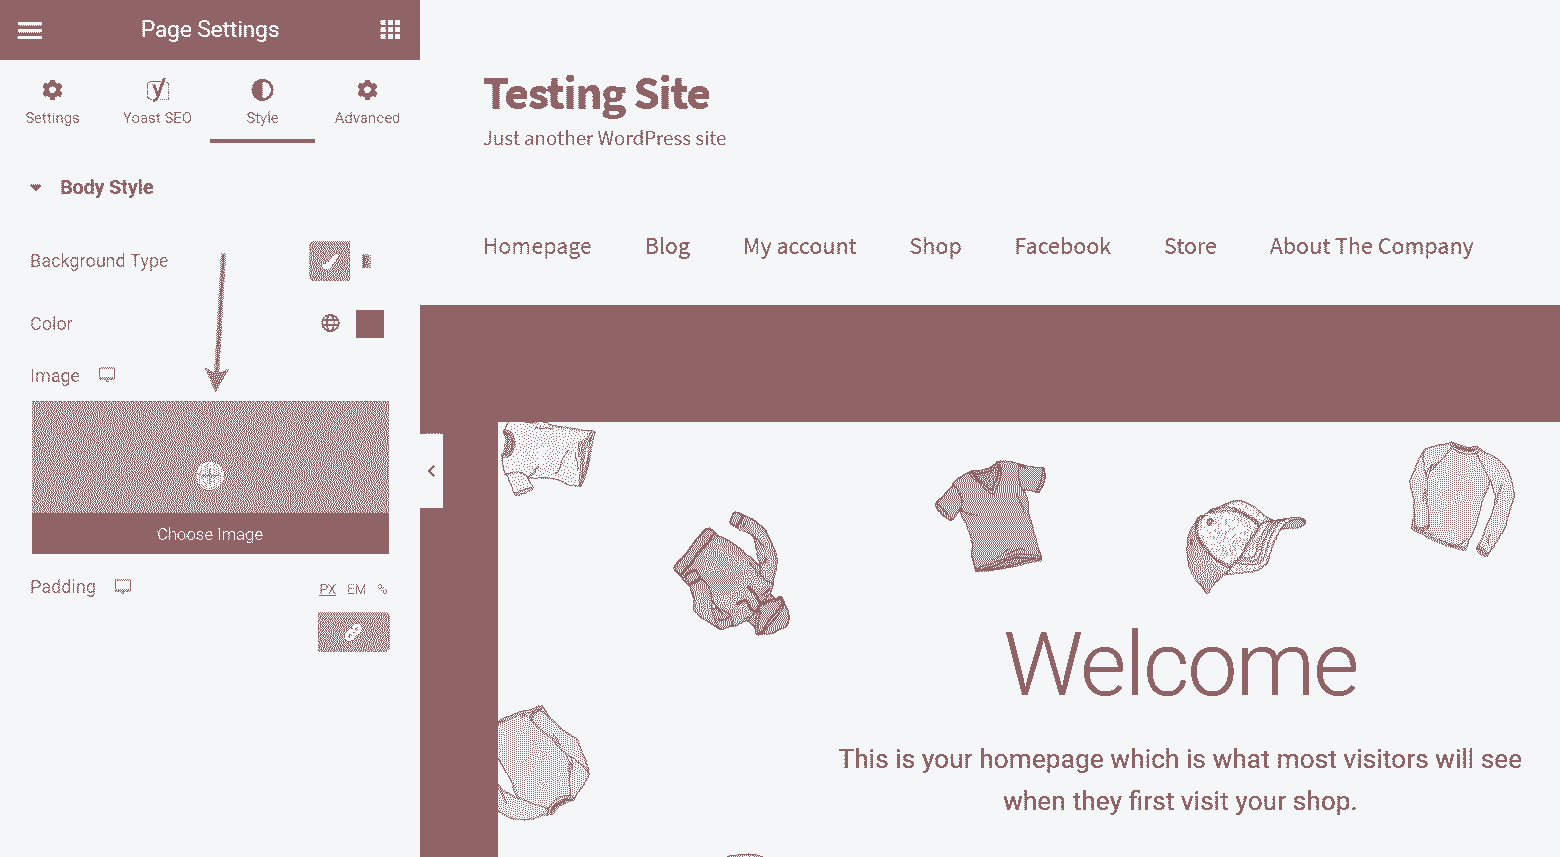 Page Settings
Settings
Yoast SEO
Style
Advanced
Body Style
Background Type
Color
Image
Choose Image
Padding
PX EM %
Testing Site
Just another WordPress site
Homepage Blog My account Shop Facebook Store About The Company
Welcome
This is your homepage which is what most visitors will see
when they first visit your shop.